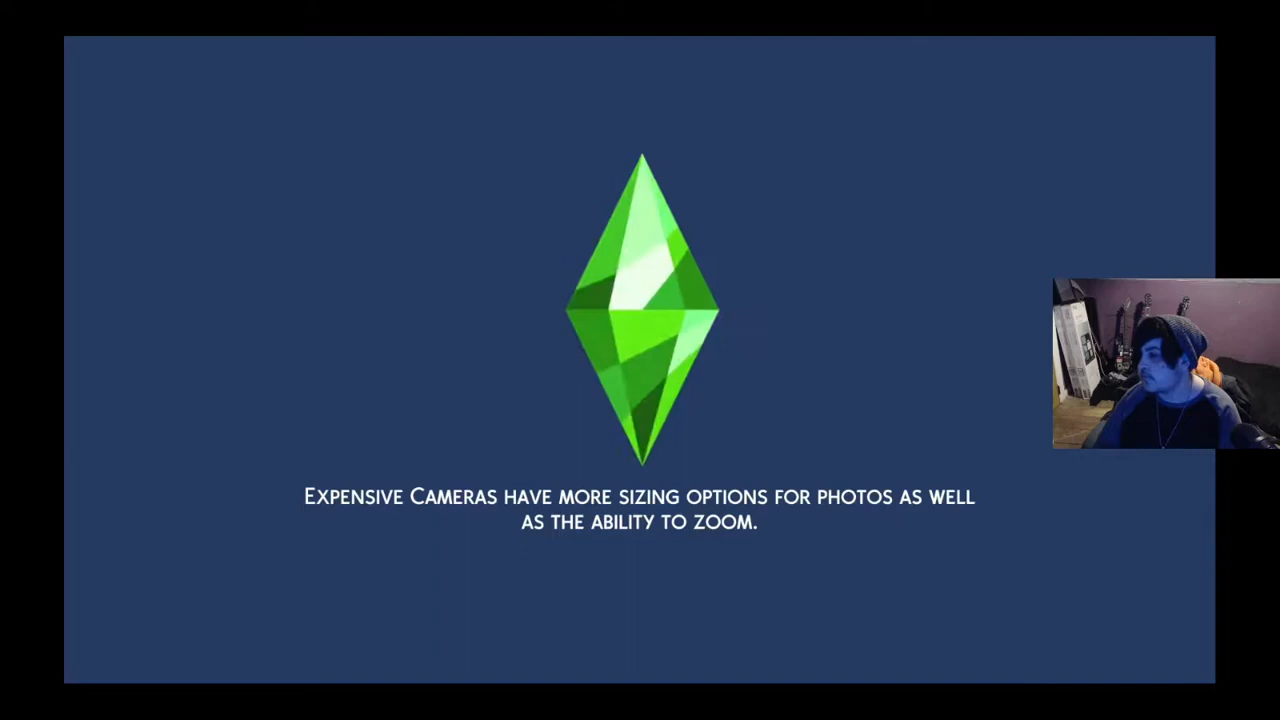 EXPENSIVE CAMERAS HAVE MORE SIZING OPTIONS FOR PHOTOS AS WELL
AS THE ABILITY TO ZOOM.